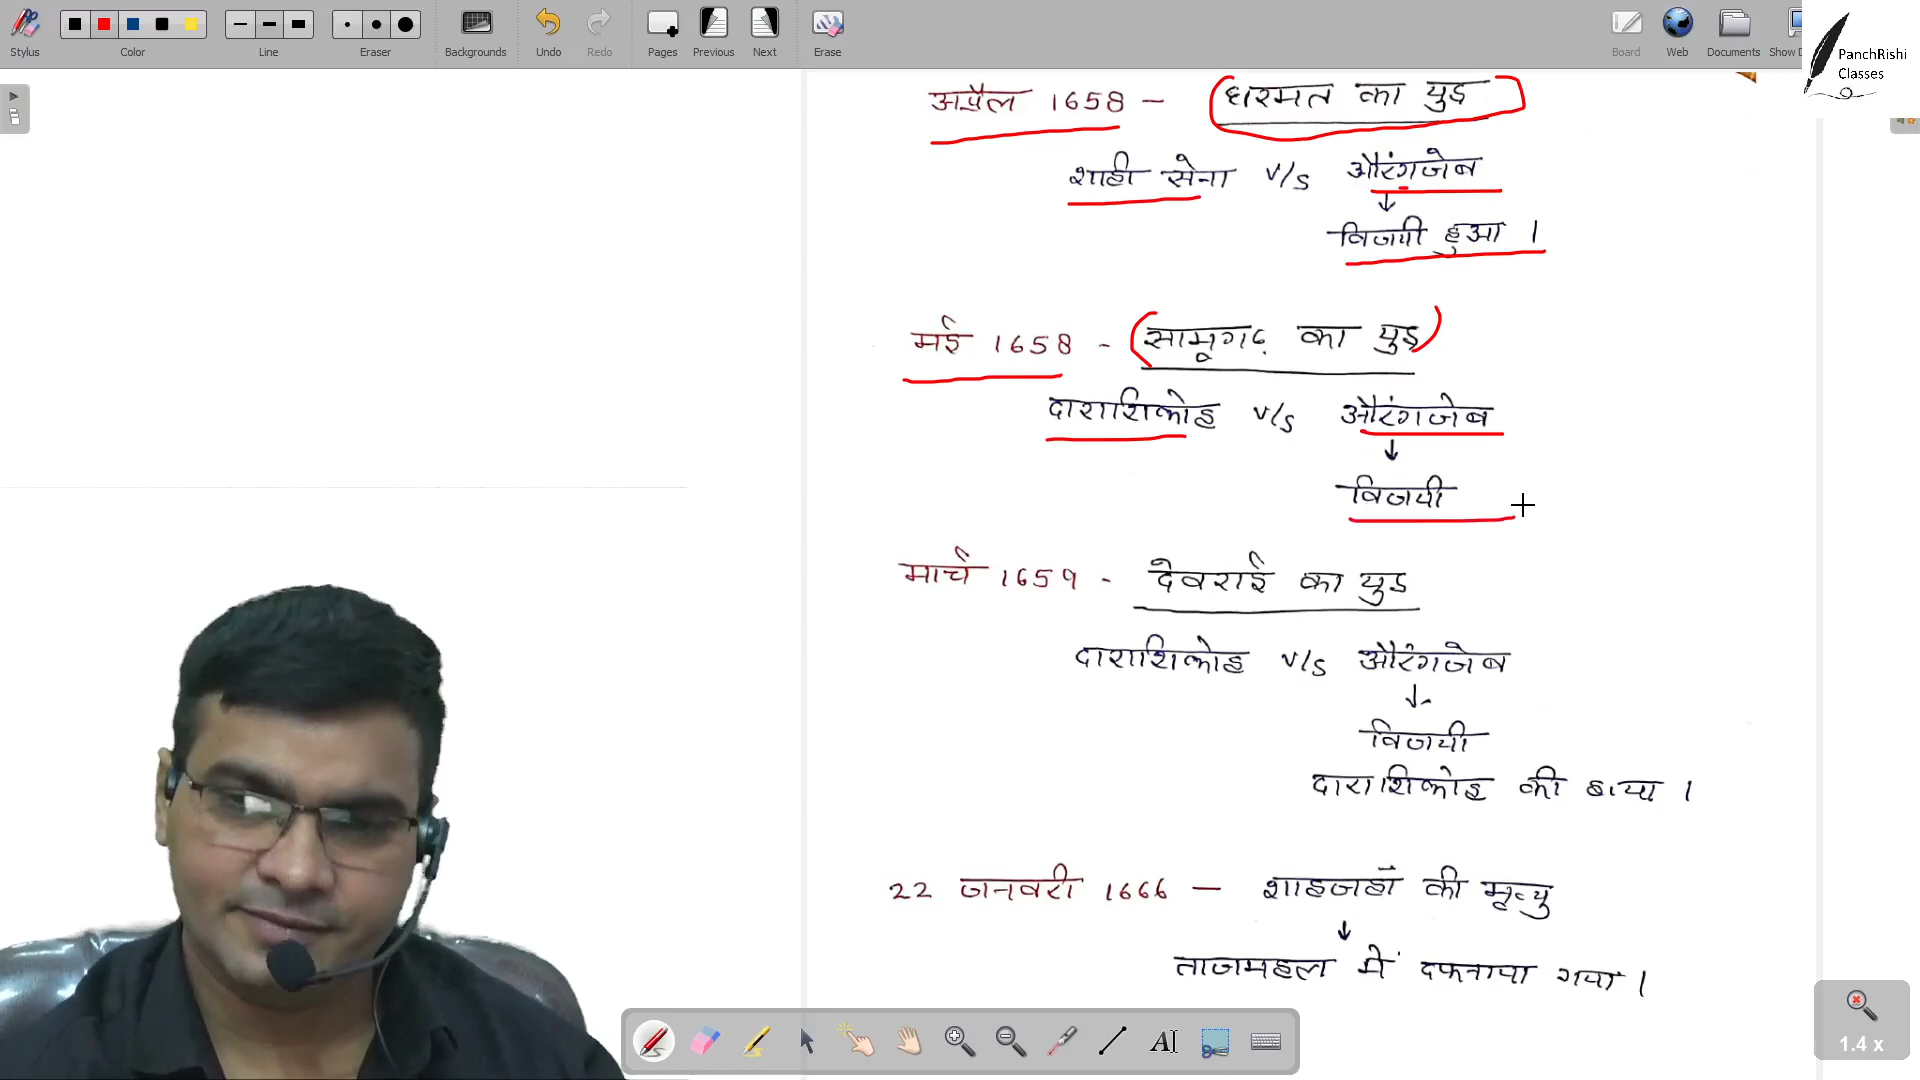 Stylus
Color
Line
Eraser
Backgrounds
Undo
Redo
Pages
Previous
Next
Erase
Board
Web
Documents
Show D
PanchRishi
Classes
अप्रैल 1658 - धरमत का युद्ध
शाही सेना v/s औरंगजेब
↓
विजयी हुआ ।
मई 1658 - (सामूगढ़ का युद्ध)
दाराशिकोह v/s औरंगजेब
↓
विजयी
मार्च 1659 - देवराई का युद्ध
दाराशिकोह v/s औरंगजेब
↓
विजयी
दाराशिकोह की हत्या ।
22 जनवरी 1666 - शाहजहाँ की मृत्यु
↓
ताजमहल में दफनाया गया ।
1.4 x